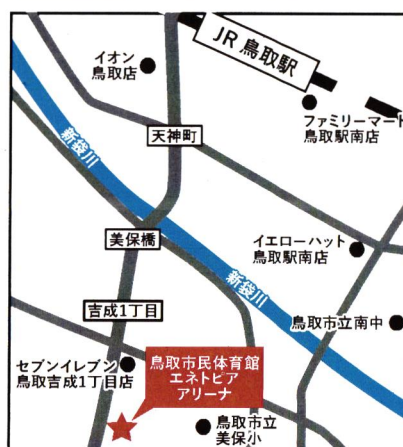 JR 鳥取駅
イオン
鳥取店
ファミリーマート
鳥取駅南店
天神町
新袋川
美保橋
イエローハット
鳥取駅南店
新袋川
吉成1丁目
鳥取市立南中
セブンイレブン
鳥取吉成1丁目店
鳥取市民体育館
エネトピア
アリーナ
鳥取市立
美保小